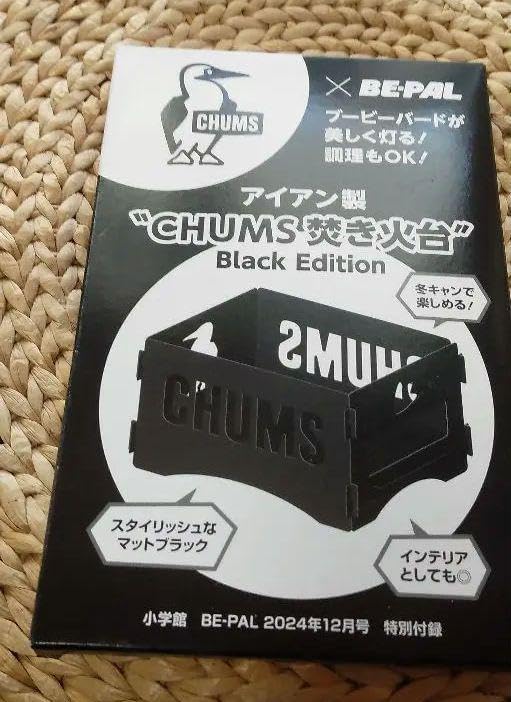 CHUMS
× BE-PAL
ブービーバードが
美しく灯る!
調理もOK!
アイアン製
"CHUMS 焚き火台"
Black Edition
冬キャンで
楽しめる!
CHUMS
CHUMS
スタイリッシュな
マットブラック
インテリア
としても◎
小学館 BE-PAL 2024年12月号 特別付録